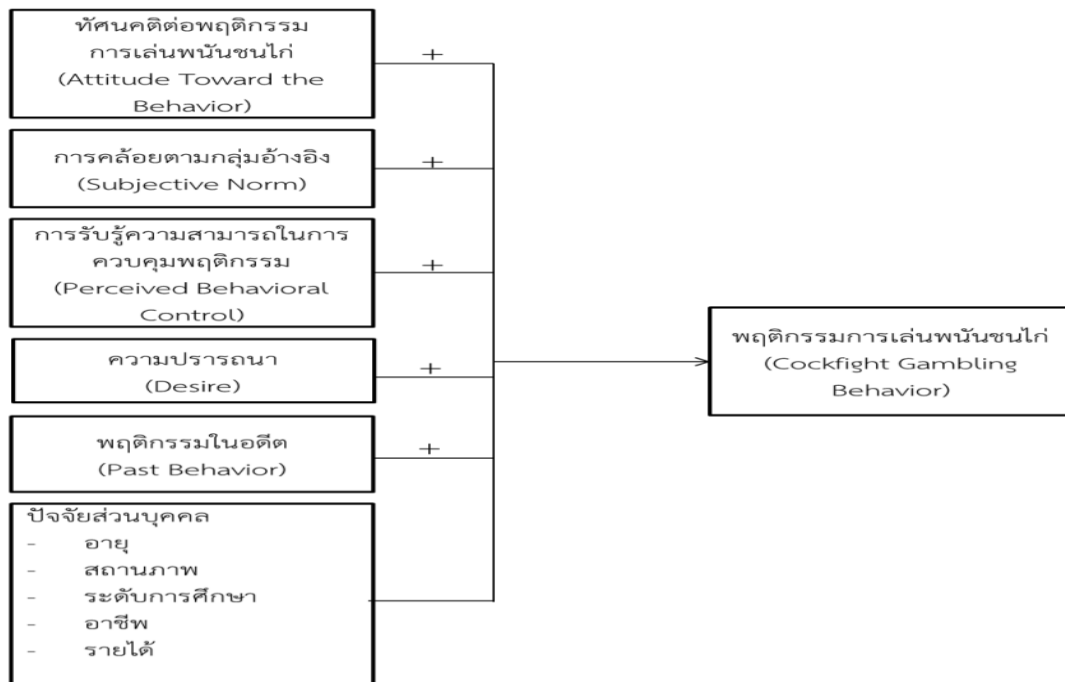 ทัศนคติต่อพฤติกรรม
การเล่นพนันชนไก่
(Attitude Toward the
Behavior)
+
การคล้อยตามกลุ่มอ้างอิง
(Subjective Norm)
+
การรับรู้ความสามารถในการ
ควบคุมพฤติกรรม
(Perceived Behavioral
Control)
+
ความปรารถนา
(Desire)
+
พฤติกรรมในอดีต
(Past Behavior)
+
ปัจจัยส่วนบุคคล
- อายุ
- สถานภาพ
- ระดับการศึกษา
- อาชีพ
- รายได้
พฤติกรรมการเล่นพนันชนไก่
(Cockfight Gambling
Behavior)